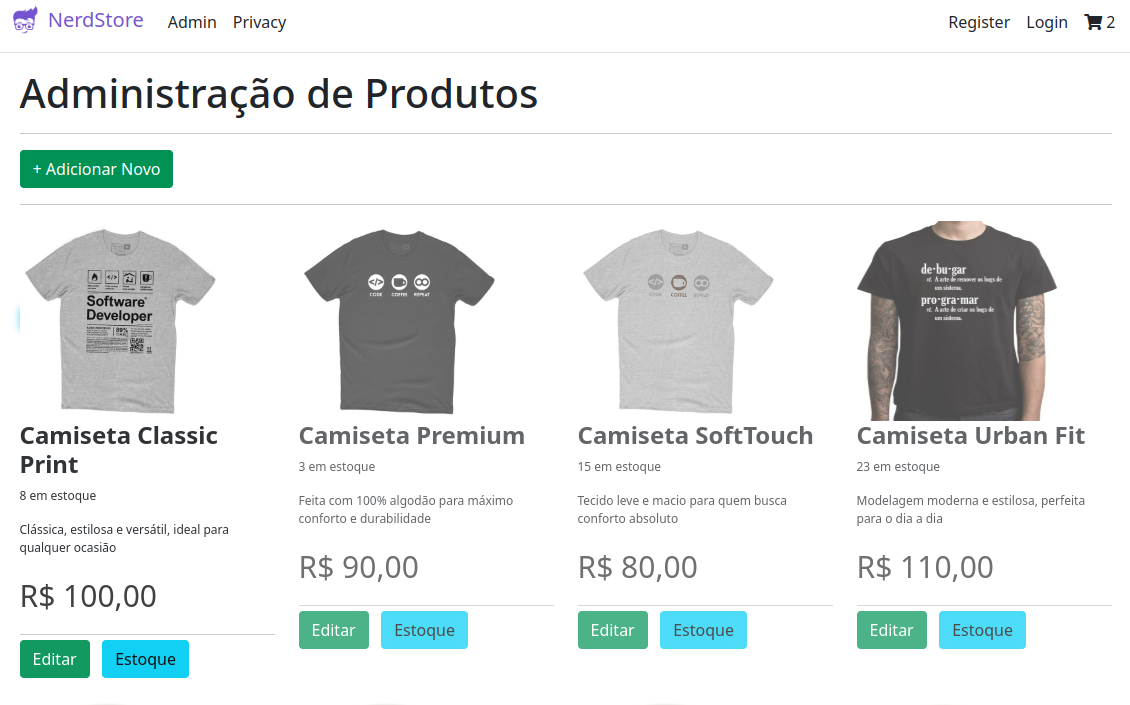 NerdStore Admin Privacy Register Login 2
Administração de Produtos
+ Adicionar Novo
Software
Developer
89%
CODE COFFEE REPEAT
CODE COFFEE REPEAT
de·bu·gar
vt. A arte de remover os bugs de
um sistema.
pro·gra·mar
vt. A arte de criar os bugs de
um sistema.
Camiseta Classic
Print
8 em estoque
Clássica, estilosa e versátil, ideal para
qualquer ocasião
R$ 100,00
Editar Estoque
Camiseta Premium
3 em estoque
Feita com 100% algodão para máximo
conforto e durabilidade
R$ 90,00
Editar Estoque
Camiseta SoftTouch
15 em estoque
Tecido leve e macio para quem busca
conforto absoluto
R$ 80,00
Editar Estoque
Camiseta Urban Fit
23 em estoque
Modelagem moderna e estilosa, perfeita
para o dia a dia
R$ 110,00
Editar Estoque